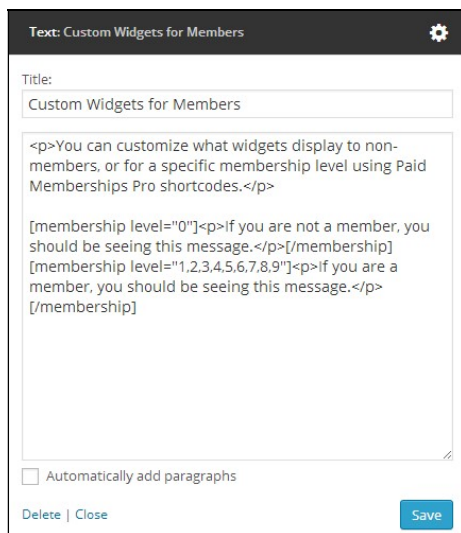 Text: Custom Widgets for Members
Title:
Custom Widgets for Members
<p>You can customize what widgets display to non-
members, or for a specific membership level using Paid
Memberships Pro shortcodes.</p>
[membership level="0"]<p>If you are not a member, you
should be seeing this message.</p>[/membership]
[membership level="1,2,3,4,5,6,7,8,9"]<p>If you are a
member, you should be seeing this message.</p>
[/membership]
Automatically add paragraphs
Delete | Close
Save